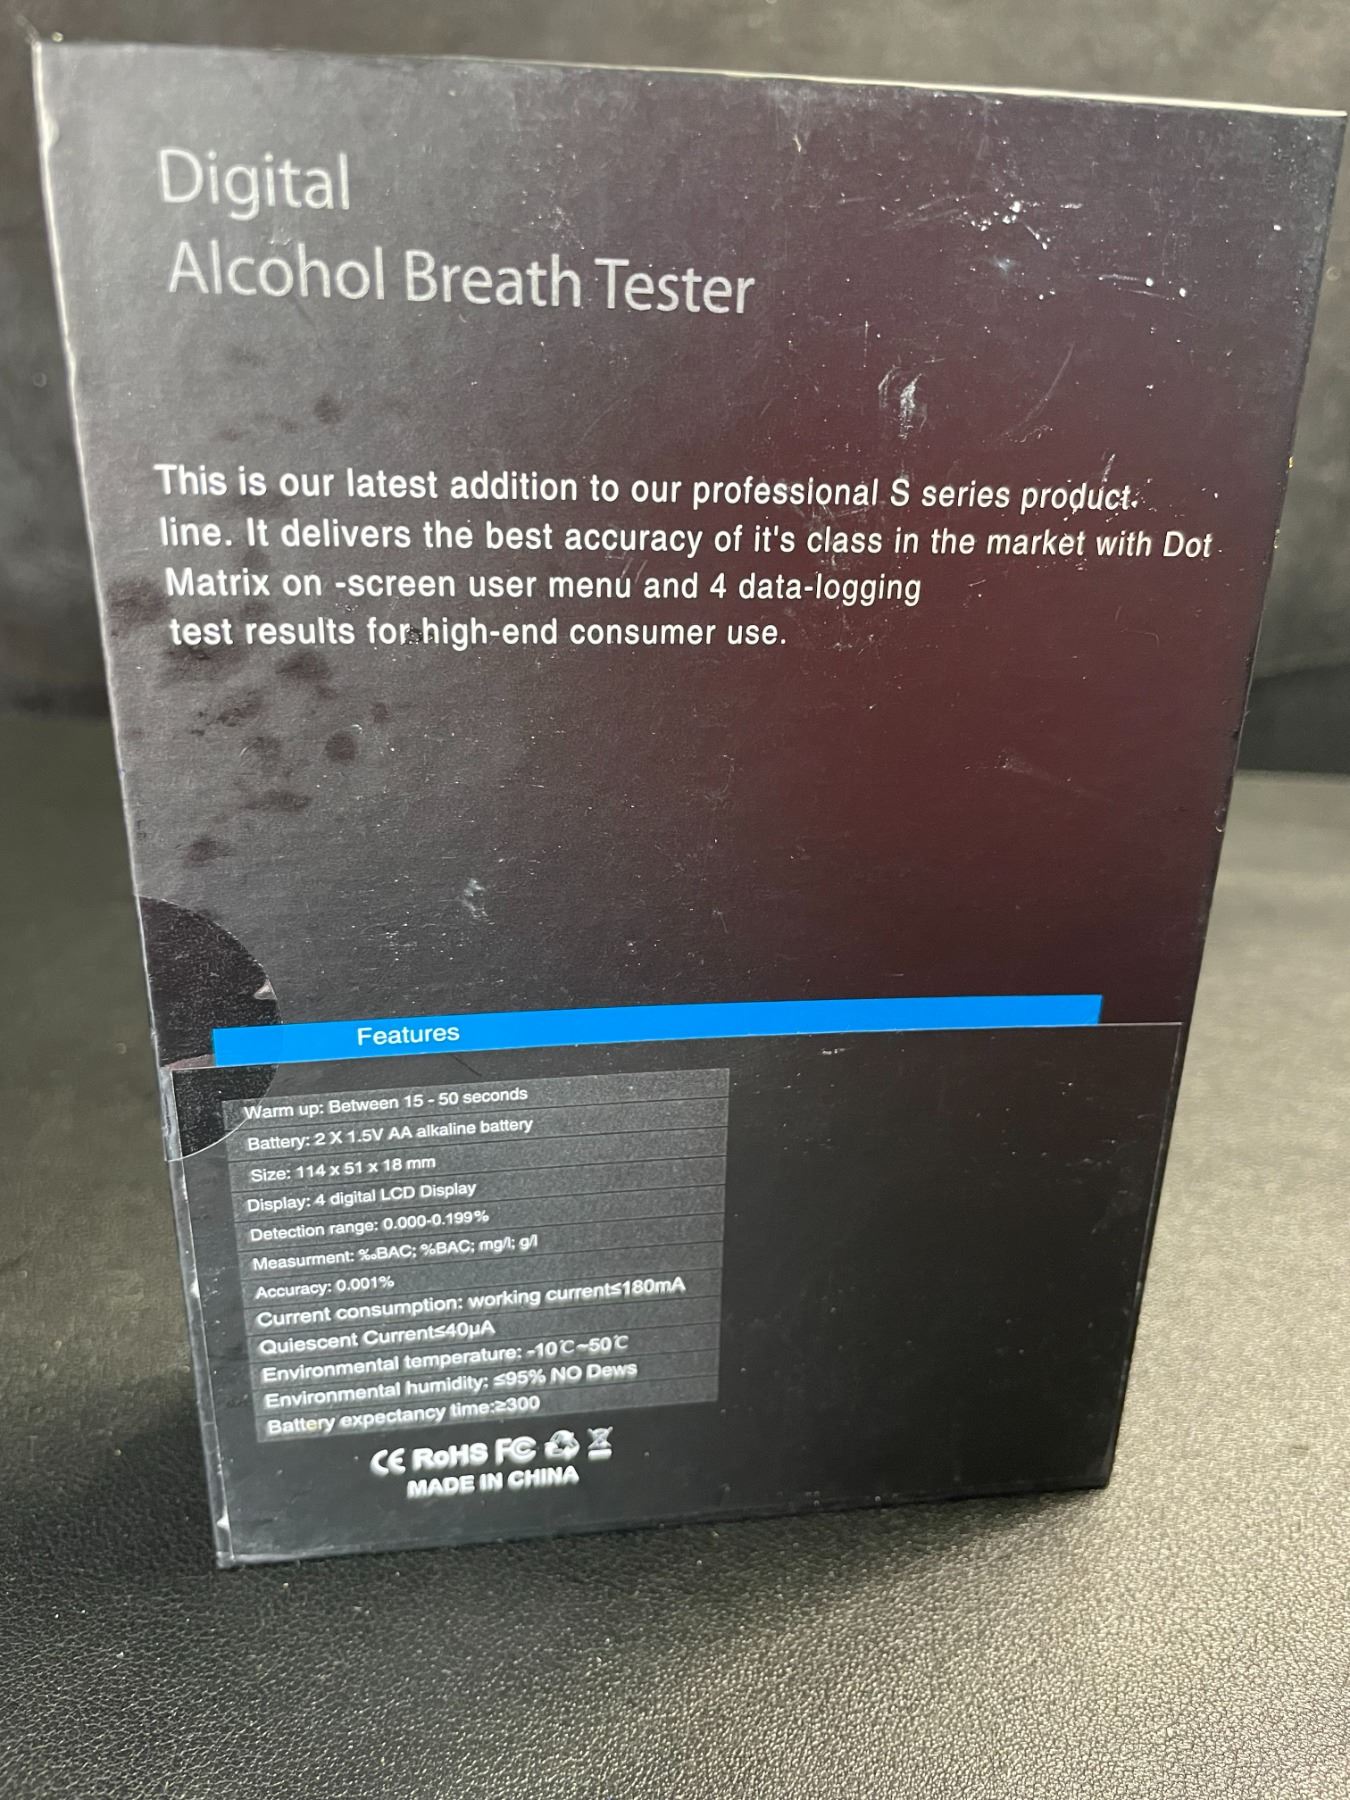 Digital
Alcohol Breath Tester
This is our latest addition to our professional S series product
line. It delivers the best accuracy of it's class in the market with Dot
Matrix on -screen user menu and 4 data-logging
test results for high-end consumer use.
Features
Warm up: Between 15 - 50 seconds
Battery: 2 X 1.5V AA alkaline battery
Size: 114 x 51 x 18 mm
Display: 4 digital LCD Display
Detection range: 0.000-0.199%
Measurment: ‰BAC; %BAC; mg/l; g/l
Accuracy: 0.001%
Current consumption: working current≤180mA
Quiescent Current≤40µA
Environmental temperature: -10℃~50℃
Environmental humidity: ≤95% NO Dews
Battery expectancy time:≥300
CE RoHS FC
MADE IN CHINA